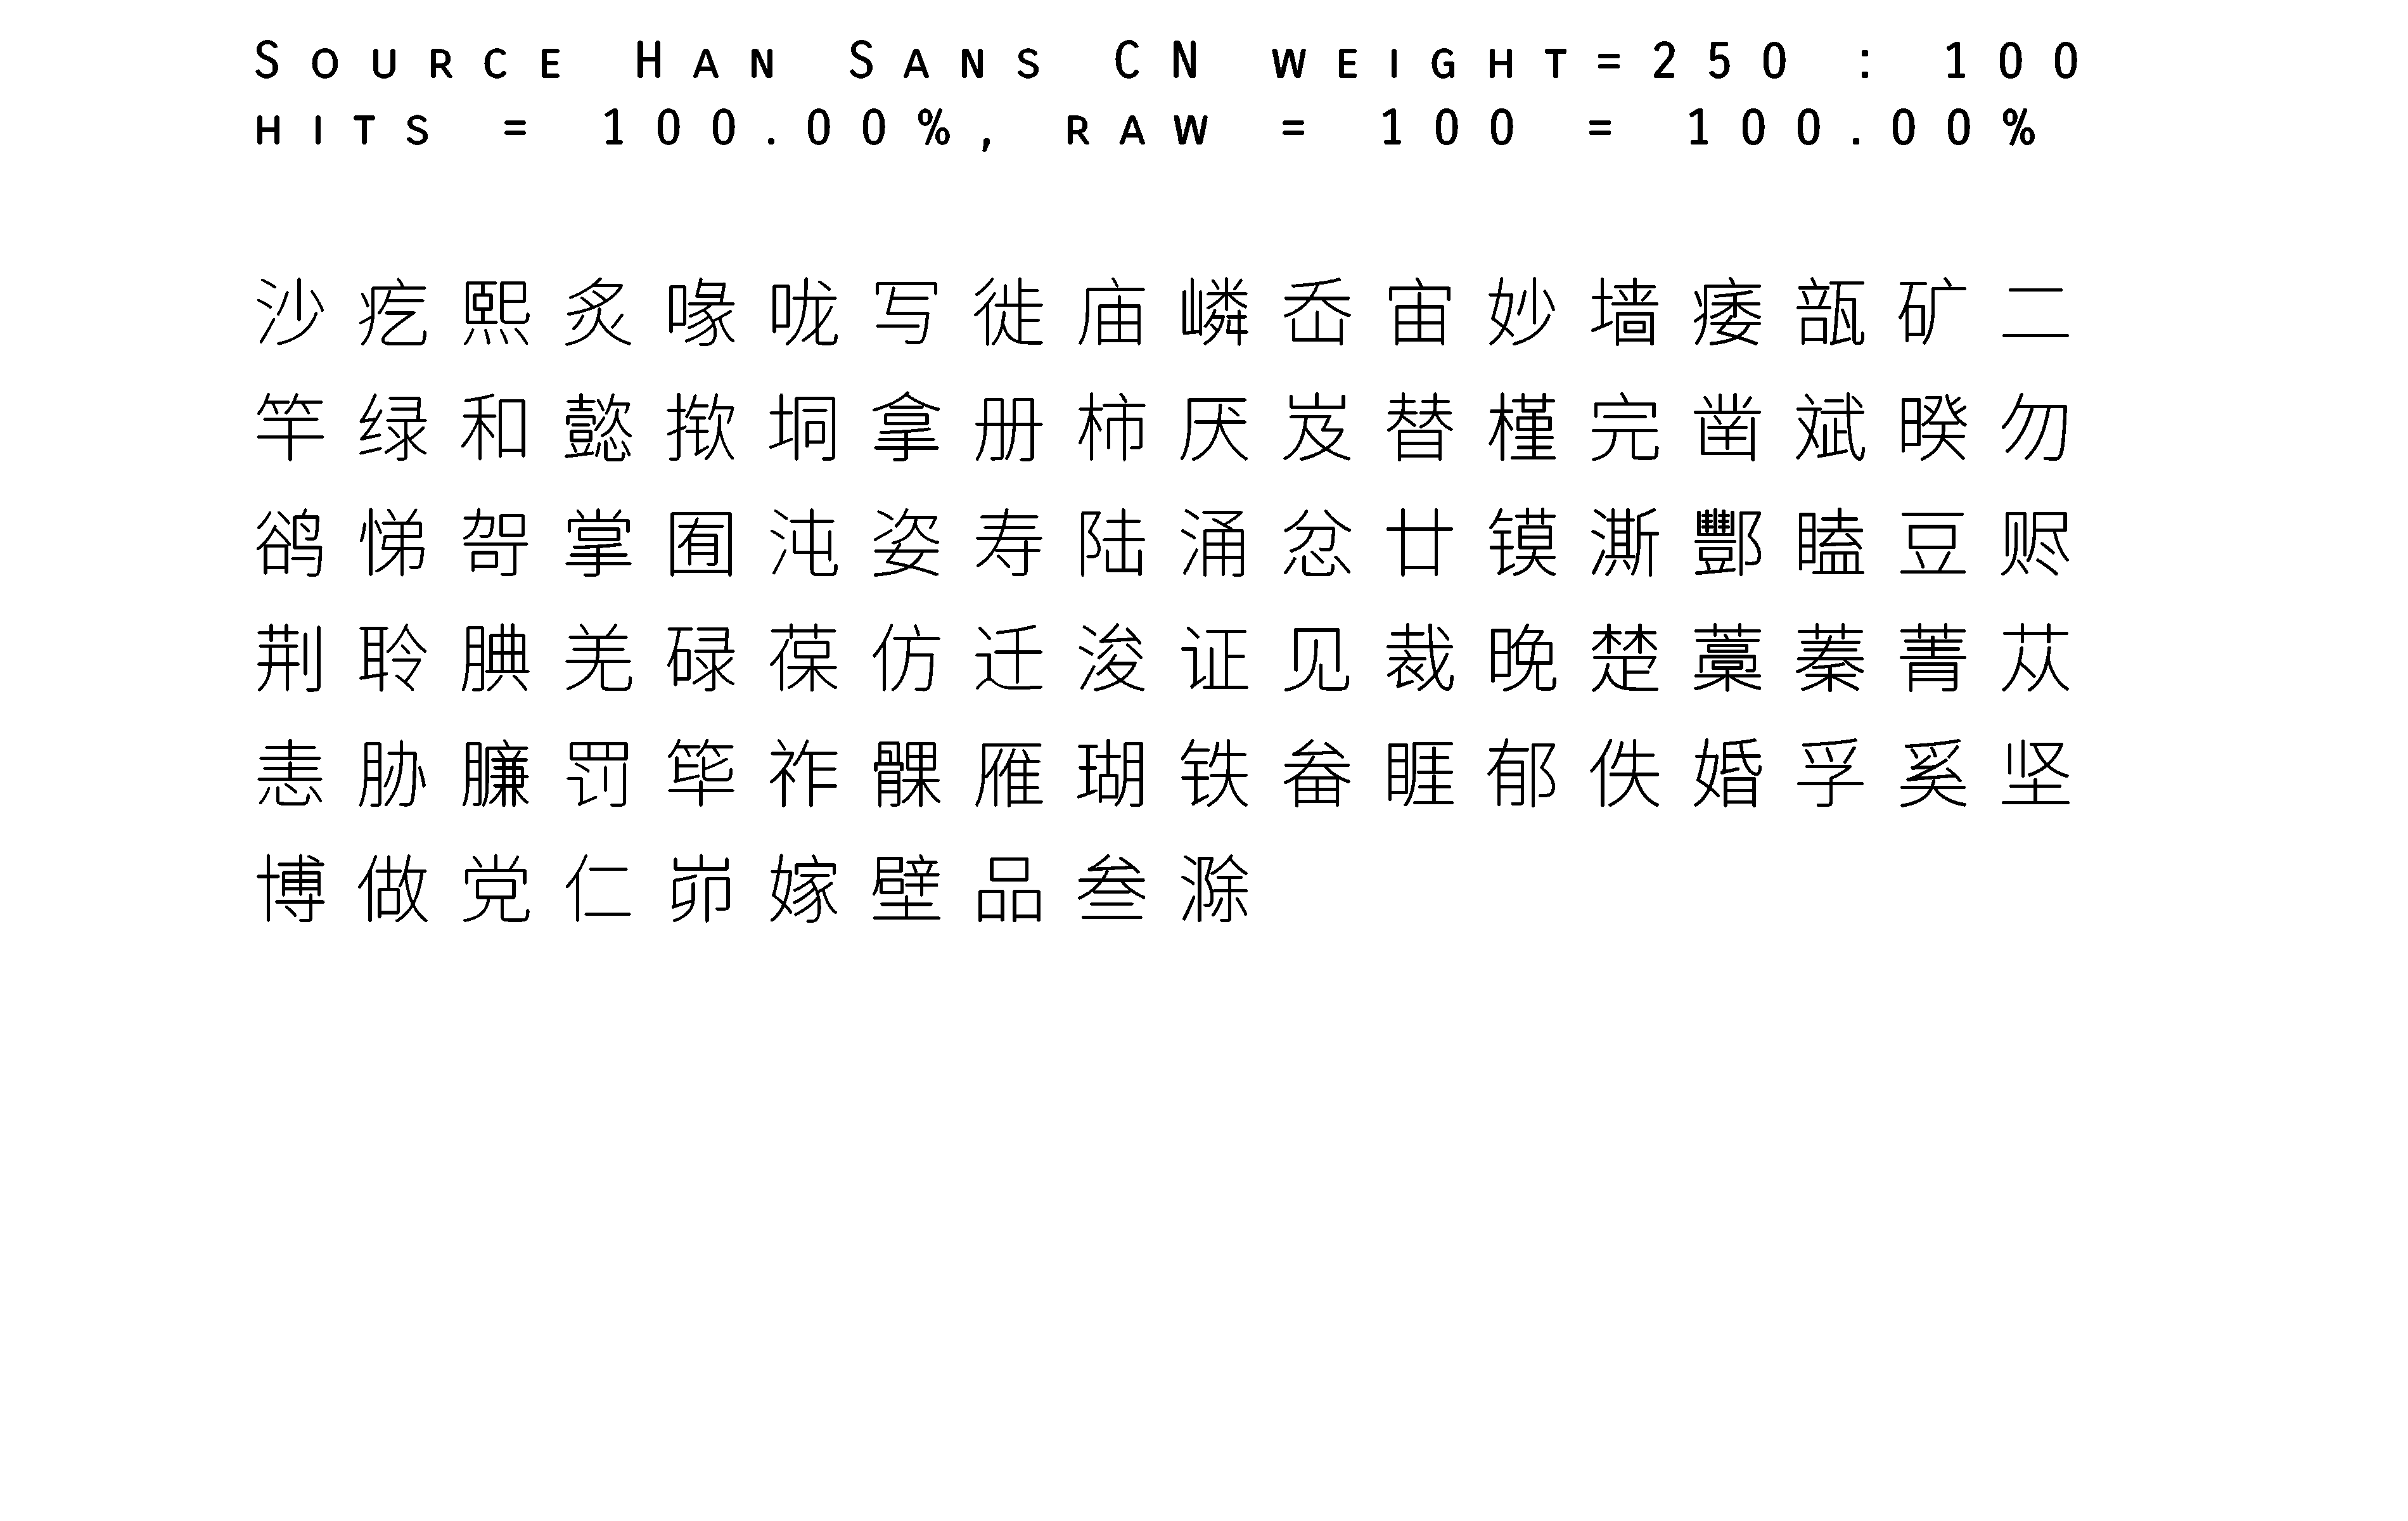 Source Han Sans CN weight=250 : 100
hits = 100.00%, raw = 100 = 100.00%
沙疙熙炙喙咙写徙庙嶙岙宙妙墙痿瓿矿二
竿绿和懿揿垌拿册柿厌岌替槿完凿斌暌勿
鹆悌哿掌囿沌姿寿陆涌忿廿镆澌酆瞌豆赆
荆聆腆羌碌葆仿迁浚证见裁晚楚藁蓁菁苁
恚胁臁罚筚祚髁雁瑚铁畚睚郁佚婚孚奚坚
博做党仁峁嫁壁品叁滁